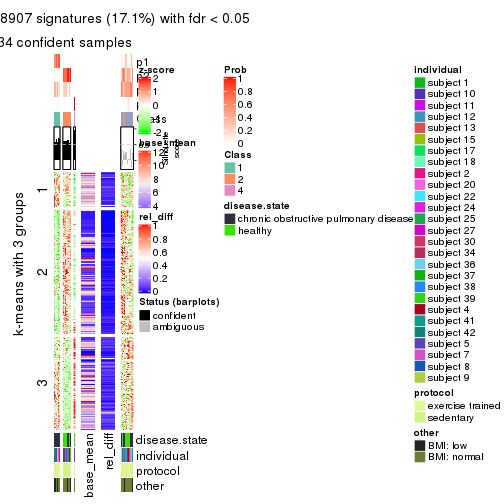 8907 signatures (17.1%) with fdr < 0.05
34 confident samples
p1
z-score
2
1
0
-1
-2
base_mean
12
10
8
6
4
rel_diff
1
0.8
0.6
0.4
0.2
0
Status (barplots)
confident
ambiguous
Prob
1
0.8
0.6
0.4
0.2
0
Class
1
2
4
disease.state
chronic obstructive pulmonary disease
healthy
individual
subject 1
subject 10
subject 11
subject 12
subject 13
subject 15
subject 17
subject 18
subject 2
subject 20
subject 22
subject 24
subject 25
subject 27
subject 30
subject 34
subject 36
subject 37
subject 38
subject 39
subject 4
subject 41
subject 42
subject 5
subject 7
subject 8
subject 9
protocol
exercise trained
sedentary
other
BMI: low
BMI: normal
k-means with 3 groups
1
2
3
base_mean
rel_diff
disease.state
individual
protocol
other